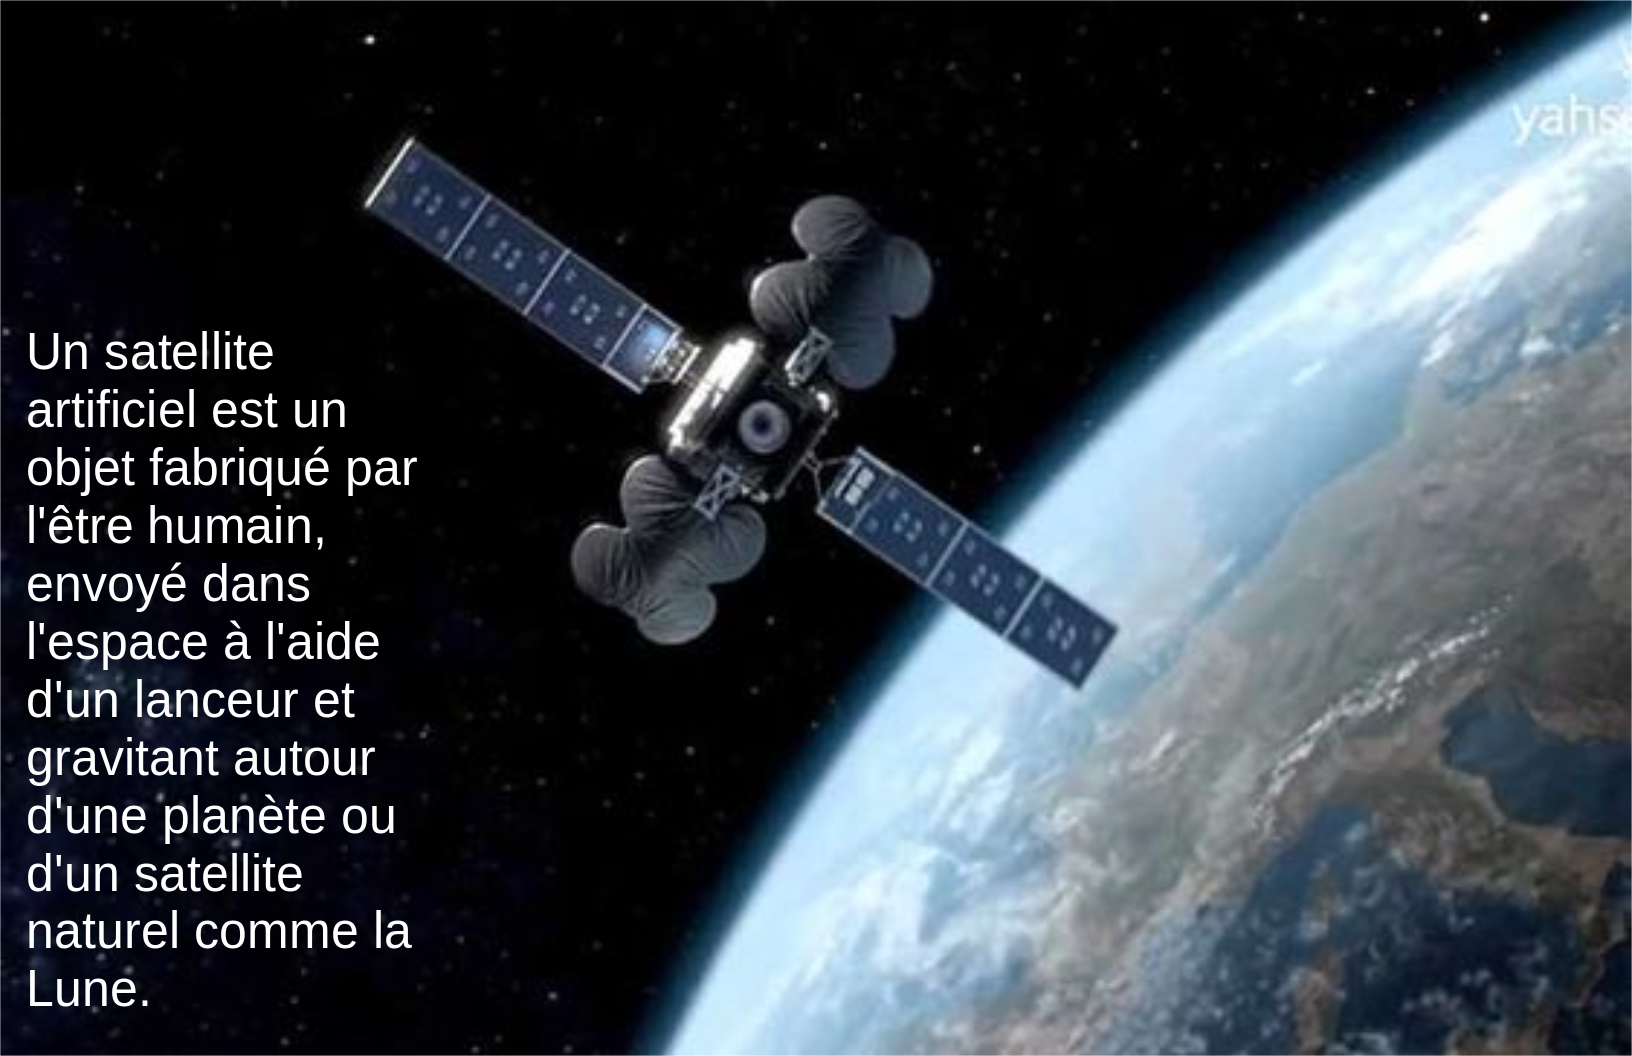 yahs
Un satellite
artificiel est un
objet fabriqué par
l'être humain,
envoyé dans
l'espace à l'aide
d'un lanceur et
gravitant autour
d'une planète ou
d'un satellite
naturel comme la
Lune.